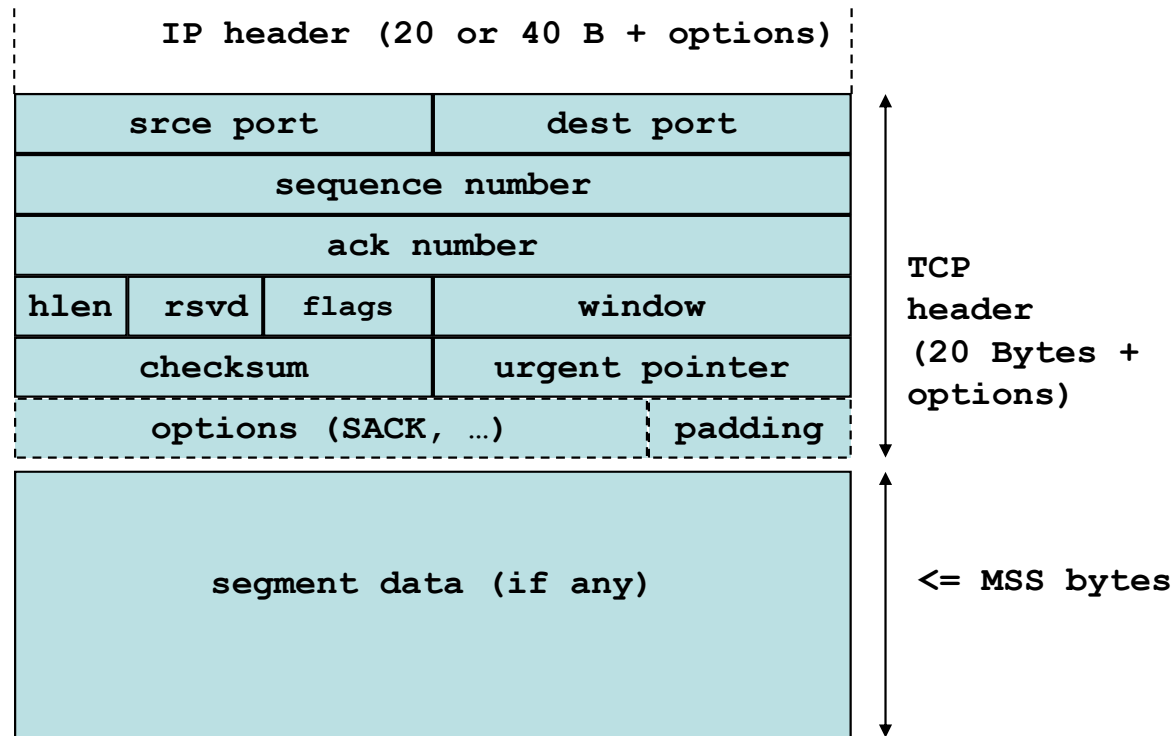 IP header (20 or 40 B + options)
srce port dest port
sequence number
ack number
hlen rsvd flags window
checksum urgent pointer
options (SACK, …) padding
TCP
header
(20 Bytes +
options)
segment data (if any)
<= MSS bytes